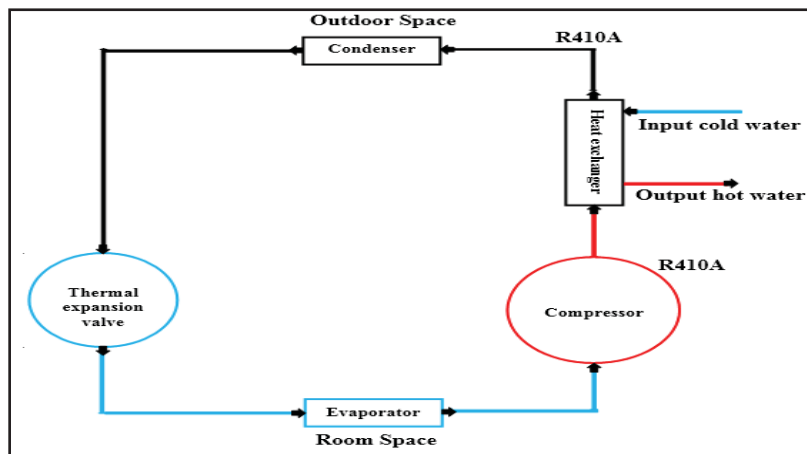 Outdoor Space
Condenser
R410A
Heat exchanger
Input cold water
Output hot water
R410A
Thermal
expansion
valve
Compressor
Evaporator
Room Space